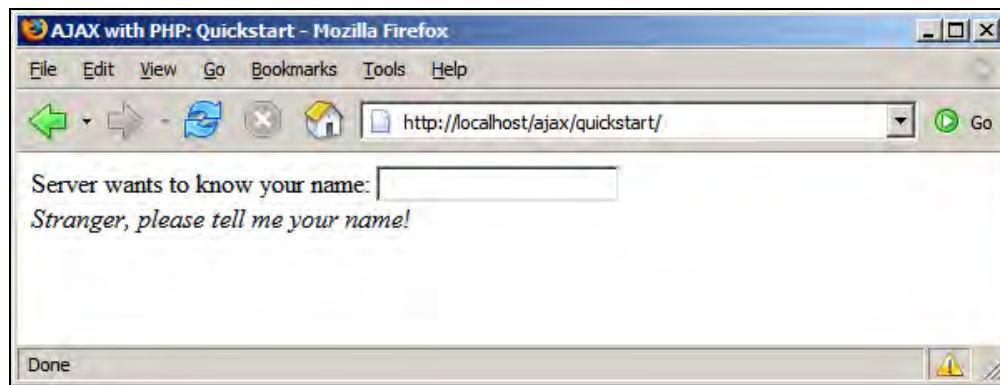 AJAX with PHP: Quickstart - Mozilla Firefox
File Edit View Go Bookmarks Tools Help
http://localhost/ajax/quickstart/ Go
Server wants to know your name:
Stranger, please tell me your name!
Done